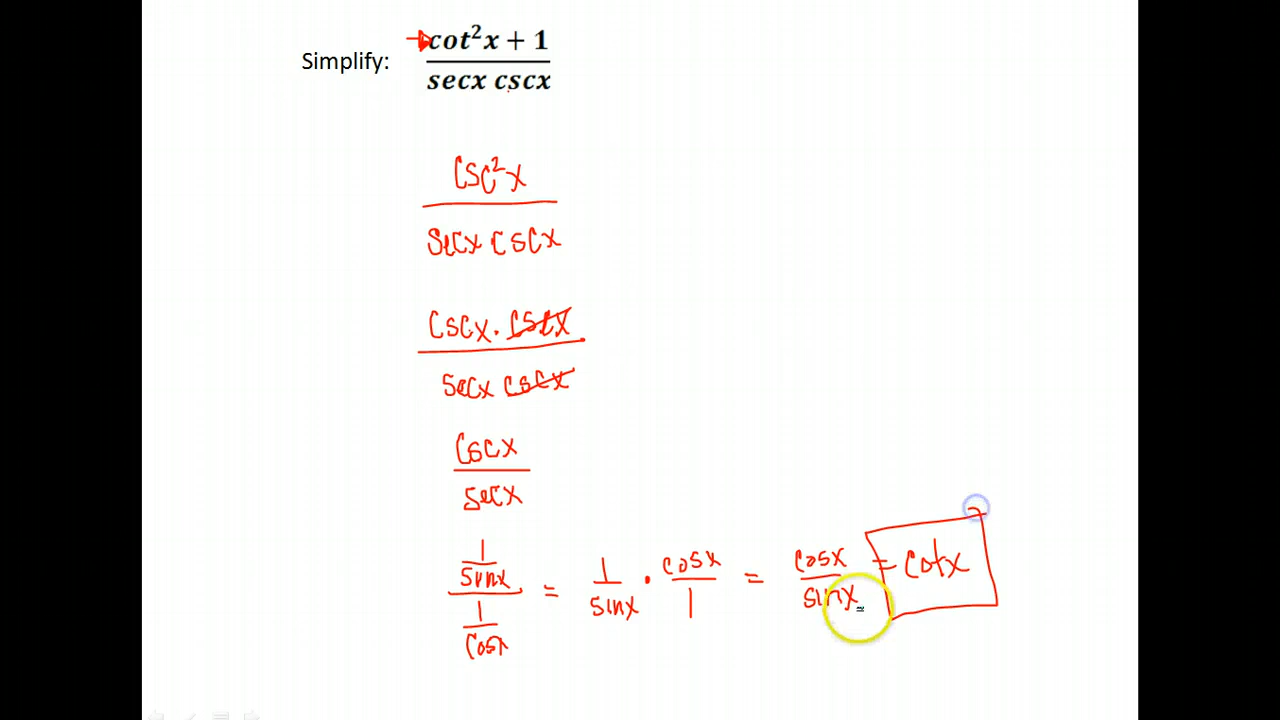 Simplify: cot²x + 1
secx cscx
csc²x
secx · cscx
cscx · cscx
secx cscx
cscx
secx
1/sinx / 1/cosx = 1/sinx · cosx/1 = cosx/sinx = cotx